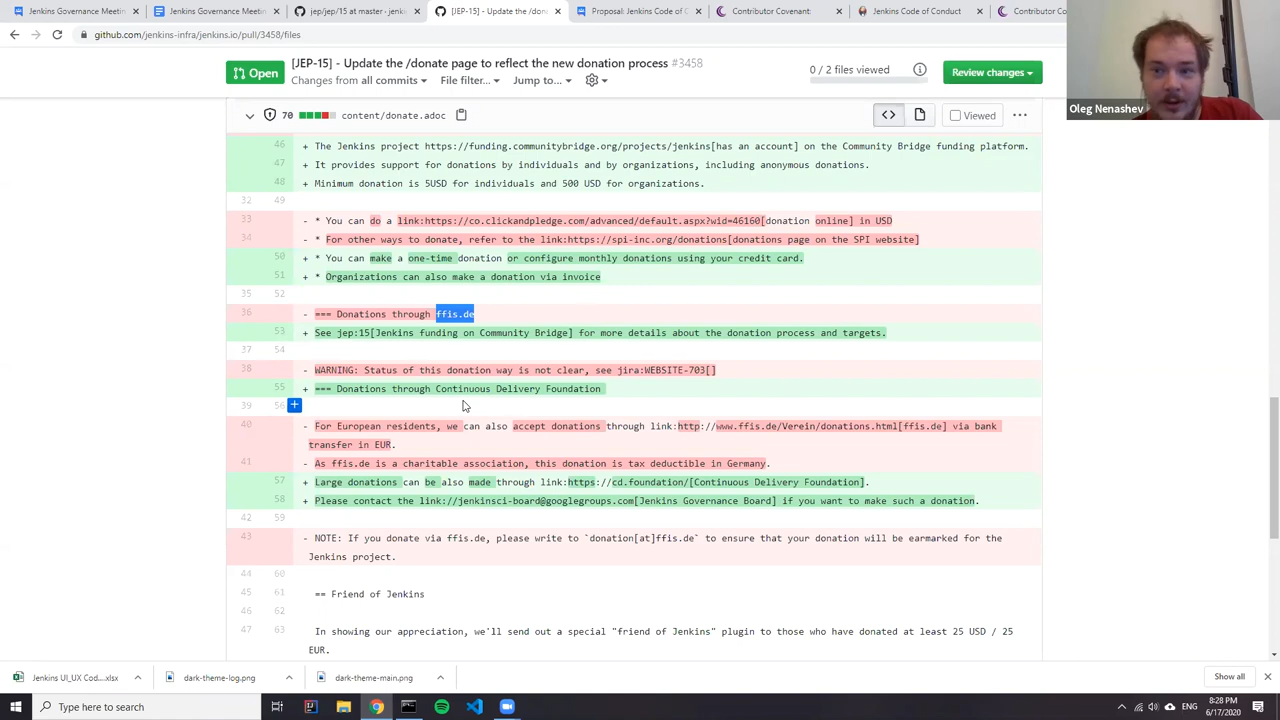 Jenkins Governance Meeti
Jenkins Governance Meeti
jep/jep/15 at master · jenkin
[JEP-15] - Update the /dona
Proposal: Jenkins Code of C
Contributor Covenant:
Jenkins Code of Conduct
Contributor Co
github.com/jenkins-infra/jenkins.io/pull/3458/files
Open
[JEP-15] - Update the /donate page to reflect the new donation process #3458
Changes from all commits
File filter...
Jump to...
0 / 2 files viewed
Review changes
Oleg Nenashev
70
content/donate.adoc
Viewed
46 + The Jenkins project https://funding.communitybridge.org/projects/jenkins[has an account] on the Community Bridge funding platform.
47 + It provides support for donations by individuals and by organizations, including anonymous donations.
48 + Minimum donation is 5USD for individuals and 500 USD for organizations.
32 49
33 - * You can do a link:https://co.clickandpledge.com/advanced/default.aspx?wid=46160[donation online] in USD
34 - * For other ways to donate, refer to the link:https://spi-inc.org/donations[donations page on the SPI website]
50 + * You can make a one-time donation or configure monthly donations using your credit card.
51 + * Organizations can also make a donation via invoice
35 52
36 - === Donations through ffis.de
53 + See jep:15[Jenkins funding on Community Bridge] for more details about the donation process and targets.
37 54
38 - WARNING: Status of this donation way is not clear, see jira:WEBSITE-703[]
55 + === Donations through Continuous Delivery Foundation
39 56
40 - For European residents, we can also accept donations through link:http://www.ffis.de/Verein/donations.html[ffis.de] via bank
transfer in EUR.
41 - As ffis.de is a charitable association, this donation is tax deductible in Germany.
57 + Large donations can be also made through link:https://cd.foundation/[Continuous Delivery Foundation].
58 + Please contact the link://jenkinsci-board@googlegroups.com[Jenkins Governance Board] if you want to make such a donation.
42 59
43 - NOTE: If you donate via ffis.de, please write to `donation[at]ffis.de` to ensure that your donation will be earmarked for the
Jenkins project.
44 60
45 61 == Friend of Jenkins
46 62
47 63 In showing our appreciation, we'll send out a special "friend of Jenkins" plugin to those who have donated at least 25 USD / 25
EUR.
Jenkins UI_UX Cod....xlsx
dark-theme-log.png
dark-theme-main.png
Show all
Type here to search
8:28 PM
6/17/2020